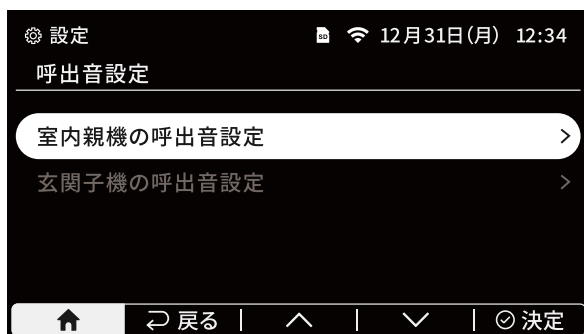 設定 SD 12月31日(月) 12:34
呼出音設定
室内親機の呼出音設定
玄関子機の呼出音設定
戻る 決定